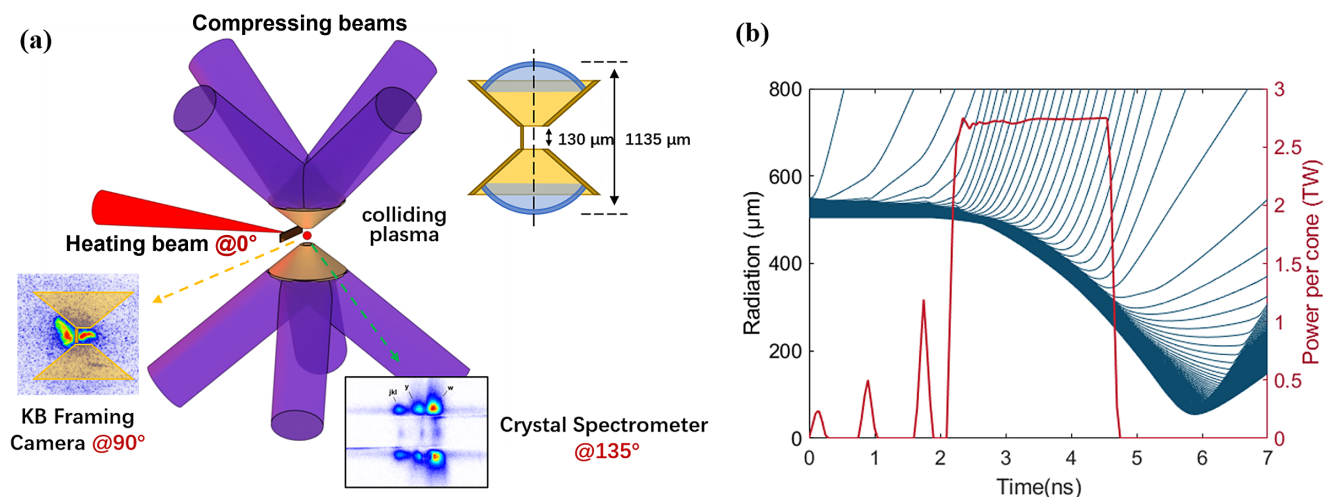 (a)
Compressing beams
130 μm
1135 μm
colliding
plasma
Heating beam @0°
KB Framing
Camera @90°
jkl
y
w
Crystal Spectrometer
@135°
(b)
Radiation (μm)
800
600
400
200
0
0
1
2
3
4
5
6
7
Time(ns)
3
2.5
2
1.5
1
0.5
0
Power per cone (TW)